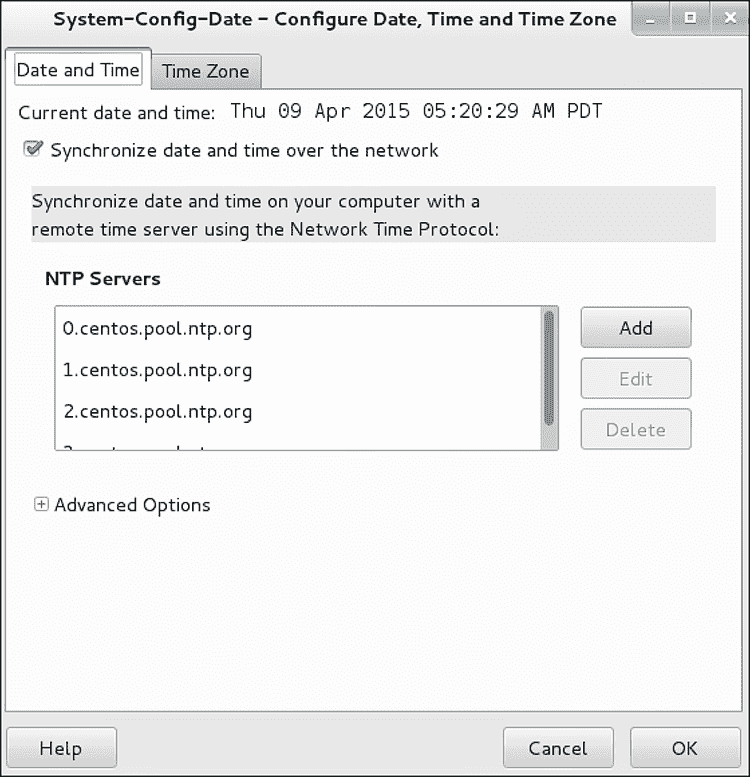 System-Config-Date - Configure Date, Time and Time Zone
Date and Time
Time Zone
Current date and time: Thu 09 Apr 2015 05:20:29 AM PDT
Synchronize date and time over the network
Synchronize date and time on your computer with a
remote time server using the Network Time Protocol:
NTP Servers
0.centos.pool.ntp.org
Add
1.centos.pool.ntp.org
Edit
2.centos.pool.ntp.org
Delete
Advanced Options
Help
Cancel
OK